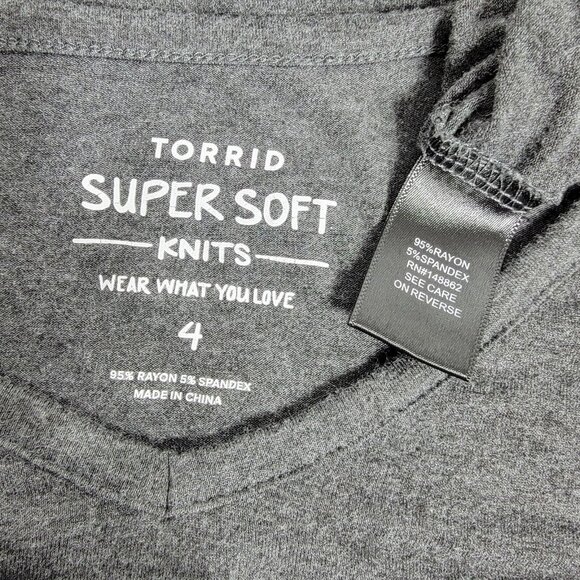 TORRID
SUPER SOFT
KNITS
WEAR WHAT YOU LOVE
4
95% RAYON 5% SPANDEX
MADE IN CHINA
95%RAYON
5%SPANDEX
RN#148862
SEE CARE
ON REVERSE